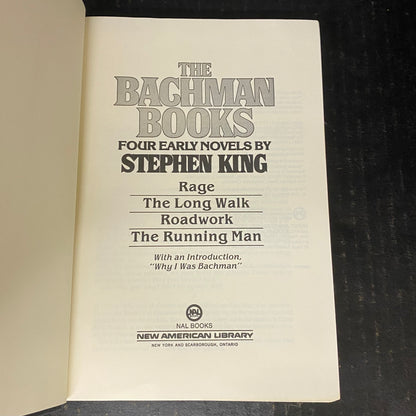 THE
BACHMAN
BOOKS
FOUR EARLY NOVELS BY
STEPHEN KING
Rage
The Long Walk
Roadwork
The Running Man
With an Introduction,
"Why I Was Bachman"
NAL
NAL BOOKS
NEW AMERICAN LIBRARY
NEW YORK AND SCARBOROUGH, ONTARIO